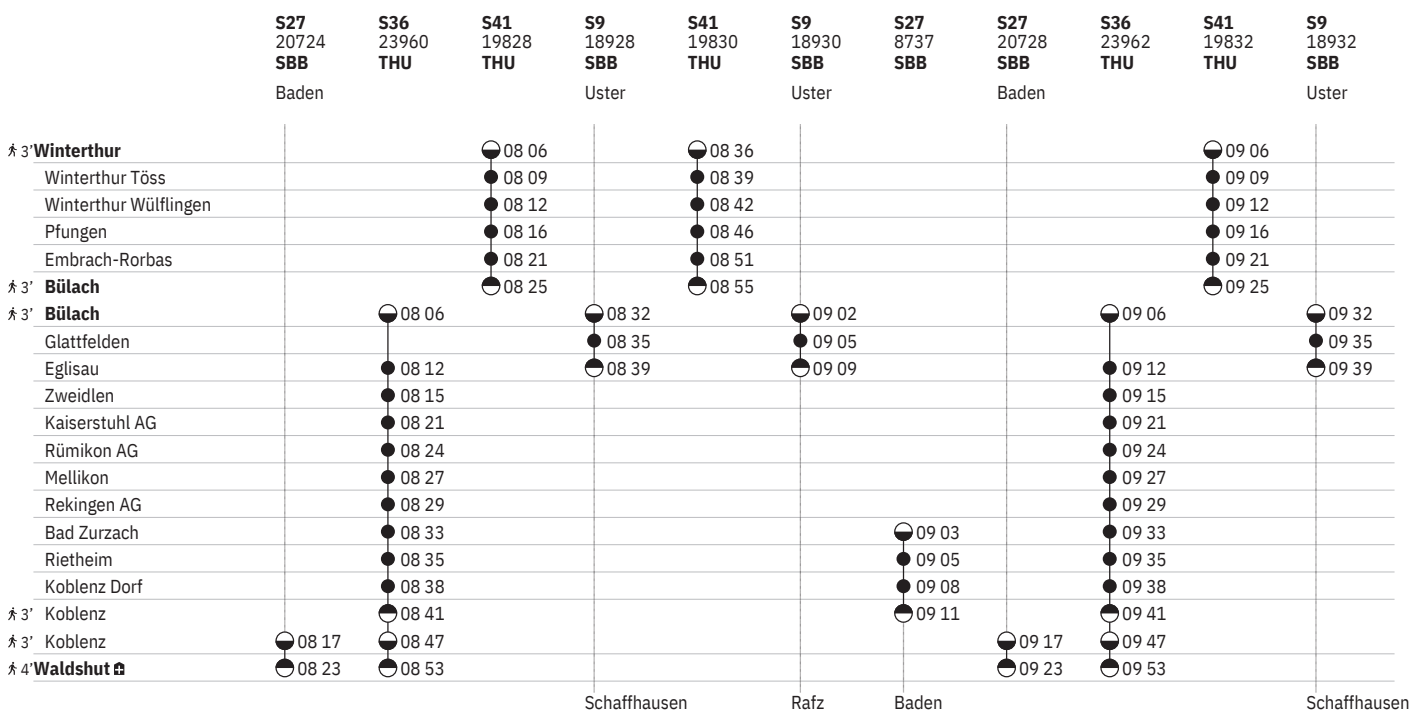 S27 S36 S41 S9 S41 S9 S27 S27 S36 S41 S9
20724 23960 19828 18928 19830 18930 8737 20728 23962 19832 18932
SBB THU THU SBB THU SBB SBB SBB THU THU SBB
Baden Uster Uster Baden Uster
3' Winterthur 08 06 08 36 09 06
Winterthur Töss 08 09 08 39 09 09
Winterthur Wülflingen 08 12 08 42 09 12
Pfungen 08 16 08 46 09 16
Embrach-Rorbas 08 21 08 51 09 21
3' Bülach 08 25 08 55 09 25
3' Bülach 08 06 08 32 09 02 09 06 09 32
Glattfelden 08 35 09 05 09 35
Eglisau 08 12 08 39 09 09 09 12 09 39
Zweidlen 08 15 09 15
Kaiserstuhl AG 08 21 09 21
Rümikon AG 08 24 09 24
Mellikon 08 27 09 27
Rekingen AG 08 29 09 29
Bad Zurzach 08 33 09 03 09 33
Rietheim 08 35 09 05 09 35
Koblenz Dorf 08 38 09 08 09 38
3' Koblenz 08 41 09 11 09 41
3' Koblenz 08 17 08 47 09 17 09 47
4' Waldshut 08 23 08 53 09 23 09 53
Schaffhausen Rafz Baden Schaffhausen